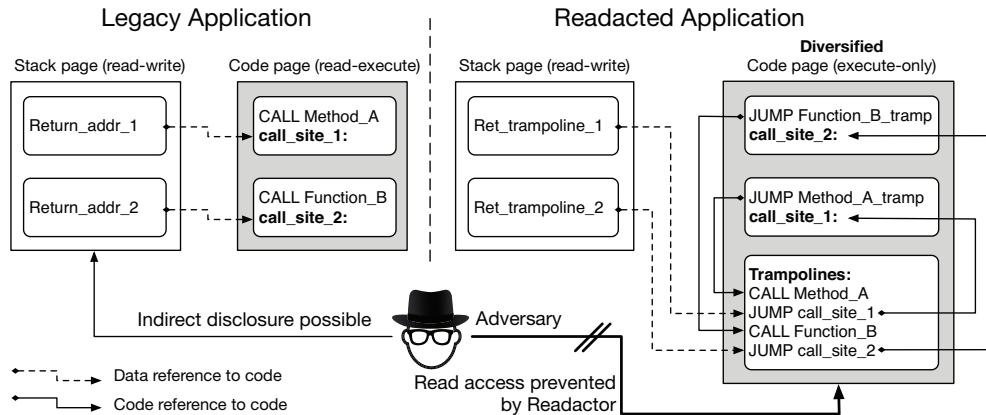 Legacy Application
Readacted Application
Stack page (read-write)
Code page (read-execute)
Return_addr_1
Return_addr_2
CALL Method_A
call_site_1:
CALL Function_B
call_site_2:
Stack page (read-write)
Diversified
Code page (execute-only)
Ret_trampoline_1
Ret_trampoline_2
JUMP Function_B_tramp
call_site_2:
JUMP Method_A_tramp
call_site_1:
Trampolines:
CALL Method_A
JUMP call_site_1
CALL Function_B
JUMP call_site_2
Indirect disclosure possible
Adversary
Read access prevented
by Readactor
Data reference to code
Code reference to code